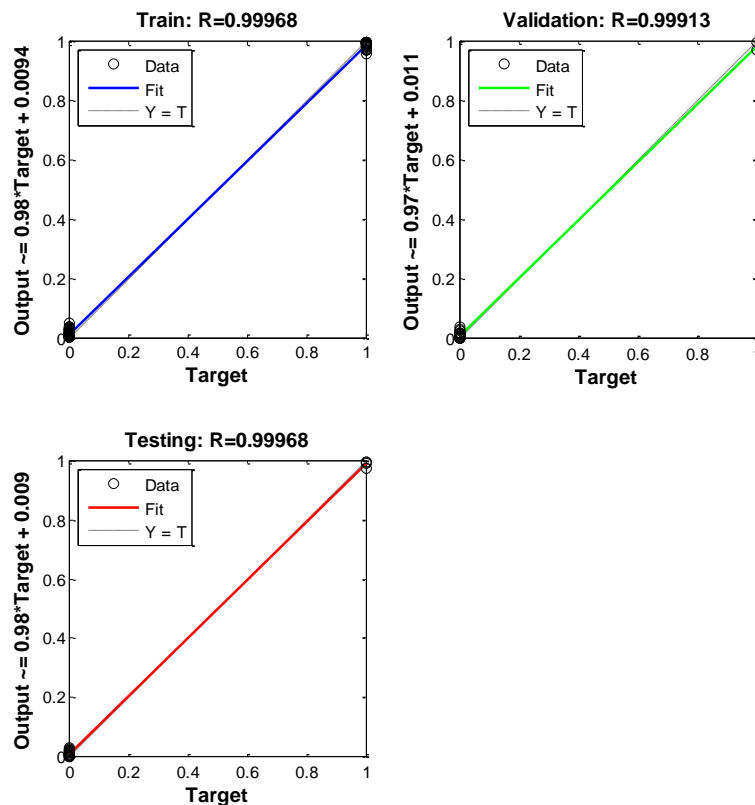 Train: R=0.99968
Output ~= 0.98*Target + 0.0094
1
0.8
0.6
0.4
0.2
0
Data
Fit
Y = T
0 0.2 0.4 0.6 0.8 1
Target
Validation: R=0.99913
Output ~= 0.97*Target + 0.011
1
0.8
0.6
0.4
0.2
0
Data
Fit
Y = T
0 0.2 0.4 0.6 0.8
Target
Testing: R=0.99968
Output ~= 0.98*Target + 0.009
1
0.8
0.6
0.4
0.2
0
Data
Fit
Y = T
0 0.2 0.4 0.6 0.8 1
Target